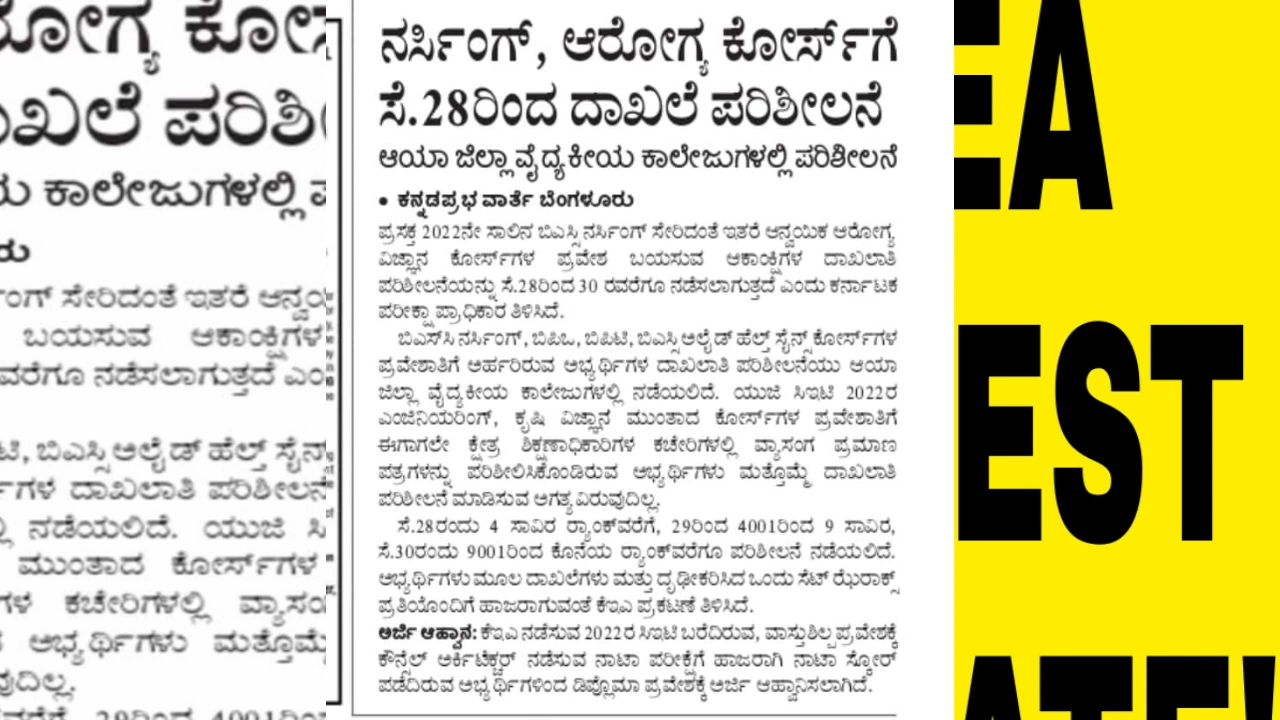 ನರ್ಸಿಂಗ್, ಆರೋಗ್ಯ ಕೋರ್ಸ್‌ಗೆ
ಸೆ.28ರಿಂದ ದಾಖಲೆ ಪರಿಶೀಲನೆ
ಆಯಾ ಜಿಲ್ಲಾ ವೈದ್ಯಕೀಯ ಕಾಲೇಜುಗಳಲ್ಲಿ ಪರಿಶೀಲನೆ
• ಕನ್ನಡಪ್ರಭ ವಾರ್ತೆ ಬೆಂಗಳೂರು
ಪ್ರಸಕ್ತ 2022ನೇ ಸಾಲಿನ ಬಿಎಸ್ಸಿ ನರ್ಸಿಂಗ್ ಸೇರಿದಂತೆ ಇತರೆ ಆನ್ವಯಿಕ ಆರೋಗ್ಯ
ವಿಜ್ಞಾನ ಕೋರ್ಸ್‌ಗಳ ಪ್ರವೇಶ ಬಯಸುವ ಆಕಾಂಕ್ಷಿಗಳ ದಾಖಲಾತಿ
ಪರಿಶೀಲನೆಯನ್ನು ಸೆ.28ರಿಂದ 30 ರವರೆಗೂ ನಡೆಸಲಾಗುತ್ತದೆ ಎಂದು ಕರ್ನಾಟಕ
ಪರೀಕ್ಷಾ ಪ್ರಾಧಿಕಾರ ತಿಳಿಸಿದೆ.
ಬಿಎಸ್‌ಸಿ ನರ್ಸಿಂಗ್, ಬಿಪಿಒ, ಬಿಪಿಟಿ, ಬಿಎಸ್ಸಿ ಅಲೈಡ್ ಹೆಲ್ತ್ ಸೈನ್ಸ್ ಕೋರ್ಸ್‌ಗಳ
ಪ್ರವೇಶಾತಿಗೆ ಅರ್ಹರಿರುವ ಅಭ್ಯರ್ಥಿಗಳ ದಾಖಲಾತಿ ಪರಿಶೀಲನೆಯು ಆಯಾ
ಜಿಲ್ಲಾ ವೈದ್ಯಕೀಯ ಕಾಲೇಜುಗಳಲ್ಲಿ ನಡೆಯಲಿದೆ. ಯುಜಿ ಸಿಇಟಿ 2022ರ
ಎಂಜಿನಿಯರಿಂಗ್, ಕೃಷಿ ವಿಜ್ಞಾನ ಮುಂತಾದ ಕೋರ್ಸ್‌ಗಳ ಪ್ರವೇಶಾತಿಗೆ
ಈಗಾಗಲೇ ಕ್ಷೇತ್ರ ಶಿಕ್ಷಣಾಧಿಕಾರಿಗಳ ಕಚೇರಿಗಳಲ್ಲಿ ವ್ಯಾಸಂಗ ಪ್ರಮಾಣ
ಪತ್ರಗಳನ್ನು ಪರಿಶೀಲಿಸಿಕೊಂಡಿರುವ ಅಭ್ಯರ್ಥಿಗಳು ಮತ್ತೊಮ್ಮೆ ದಾಖಲಾತಿ
ಪರಿಶೀಲನೆ ಮಾಡಿಸುವ ಅಗತ್ಯವಿರುವುದಿಲ್ಲ.
ಸೆ.28ರಂದು 4 ಸಾವಿರ ರ‍್ಯಾಂಕ್‌ವರೆಗೆ, 29ರಿಂದ 4001ರಿಂದ 9 ಸಾವಿರ,
ಸೆ.30ರಂದು 9001ರಿಂದ ಕೊನೆಯ ರ‍್ಯಾಂಕ್‌ವರೆಗೂ ಪರಿಶೀಲನೆ ನಡೆಯಲಿದೆ.
ಅಭ್ಯರ್ಥಿಗಳು ಮೂಲ ದಾಖಲೆಗಳು ಮತ್ತು ದೃಢೀಕರಿಸಿದ ಒಂದು ಸೆಟ್ ಝೆರಾಕ್ಸ್
ಪ್ರತಿಯೊಂದಿಗೆ ಹಾಜರಾಗುವಂತೆ ಕೆಇಎ ಪ್ರಕಟಣೆ ತಿಳಿಸಿದೆ.
ಅರ್ಜಿ ಆಹ್ವಾನ: ಕೆಇಎ ನಡೆಸುವ 2022ರ ಸಿಇಟಿ ಬರೆದಿರುವ, ವಾಸ್ತುಶಿಲ್ಪ ಪ್ರವೇಶಕ್ಕೆ
ಕೌನ್ಸೆಲ್ ಆರ್ಕಿಟೆಕ್ಚರ್ ನಡೆಸುವ ನಾಟಾ ಪರೀಕ್ಷೆಗೆ ಹಾಜರಾಗಿ ನಾಟಾ ಸ್ಕೋರ್
ಪಡೆದಿರುವ ಅಭ್ಯರ್ಥಿಗಳಿಂದ ಡಿಪ್ಲೊಮಾ ಪ್ರವೇಶಕ್ಕೆ ಅರ್ಜಿ ಆಹ್ವಾನಿಸಲಾಗಿದೆ.
EA
EST
ATE!